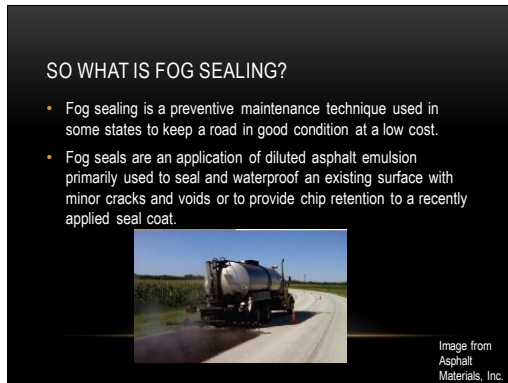 SO WHAT IS FOG SEALING?
• Fog sealing is a preventive maintenance technique used in
some states to keep a road in good condition at a low cost.
• Fog seals are an application of diluted asphalt emulsion
primarily used to seal and waterproof an existing surface with
minor cracks and voids or to provide chip retention to a recently
applied seal coat.
Image from
Asphalt
Materials, Inc.